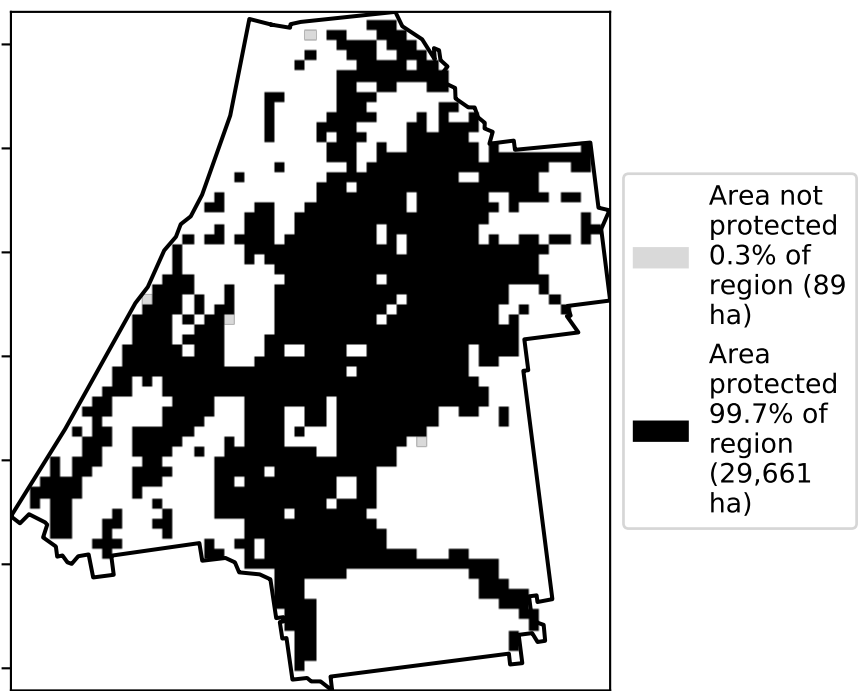 Area not
protected
0.3% of
region (89
ha)
Area
protected
99.7% of
region
(29,661
ha)